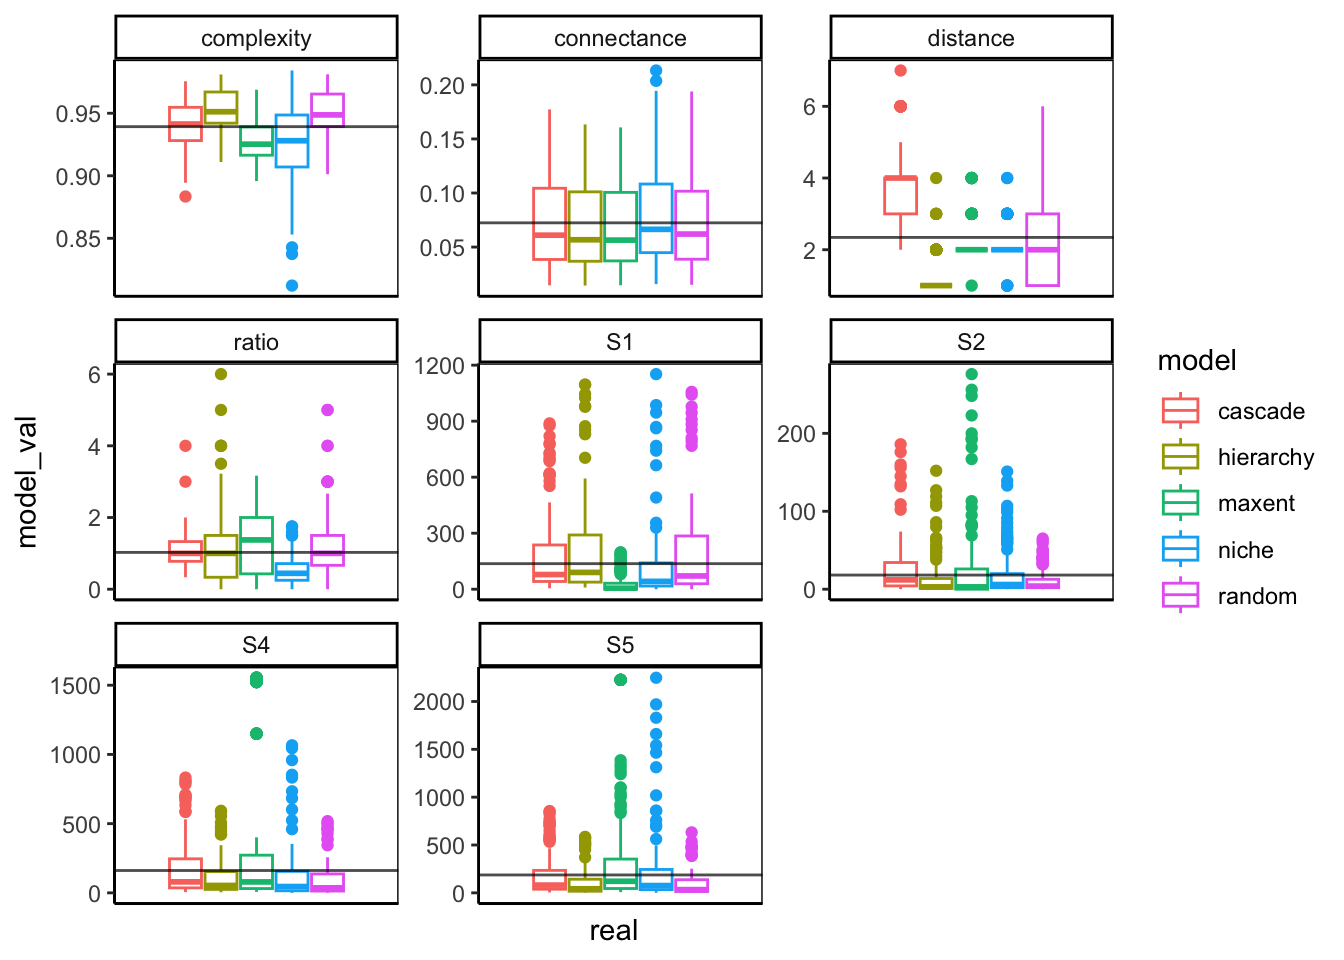 complexity connectance distance
0.95
0.90
0.85
0.20
0.15
0.10
0.05
6
4
2
ratio S1 S2
6
4
2
0
1200
900
600
300
0
200
100
0
S4 S5
1500
1000
500
0
2000
1500
1000
500
0
model_val
real
model
cascade
hierarchy
maxent
niche
random